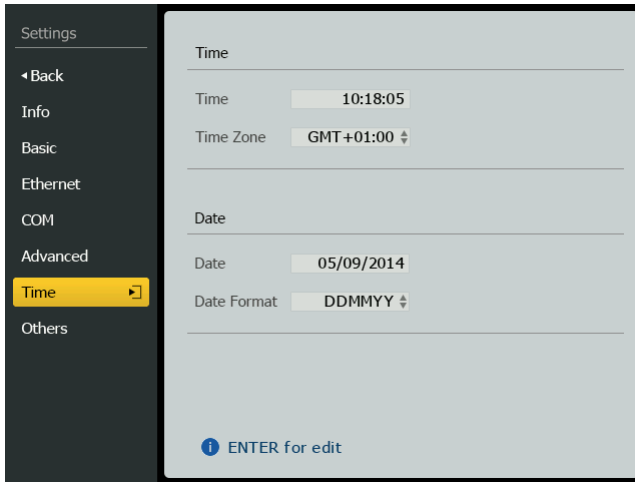 Settings
Back
Info
Basic
Ethernet
COM
Advanced
Time
Others
Time
Time 10:18:05
Time Zone GMT+01:00
Date
Date 05/09/2014
Date Format DDMMYY
ENTER for edit